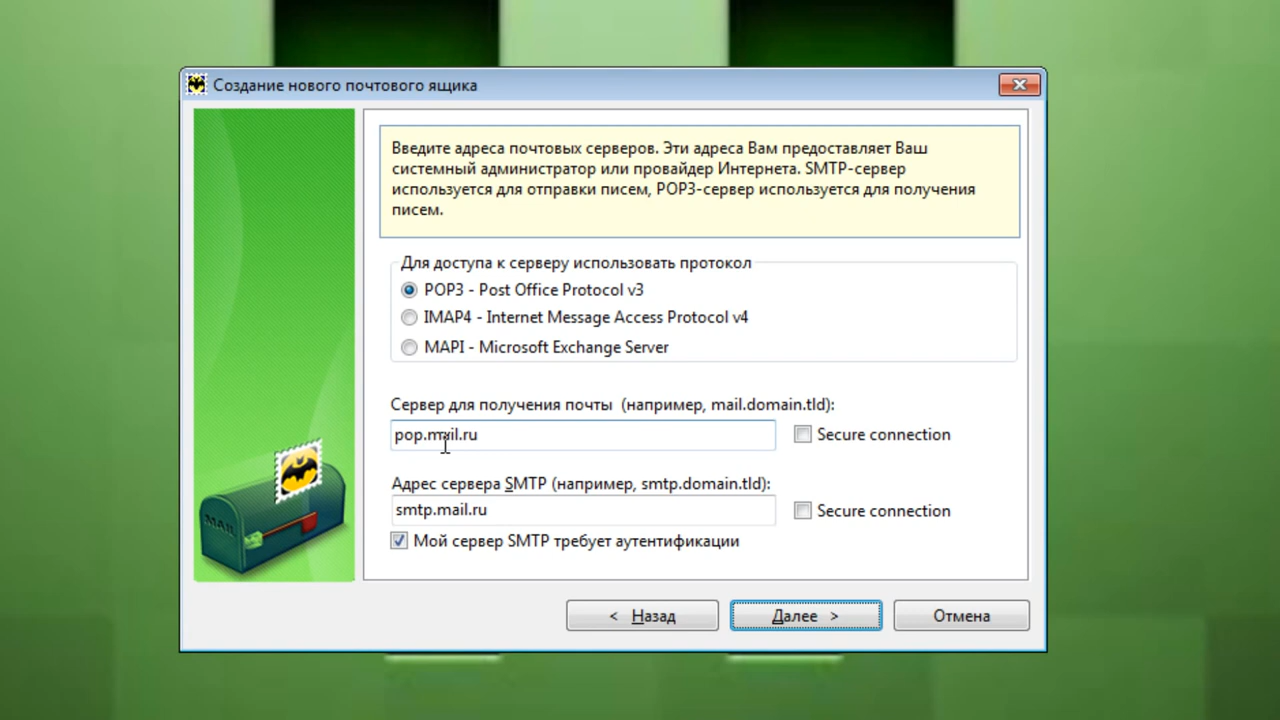 Создание нового почтового ящика
Введите адреса почтовых серверов. Эти адреса Вам предоставляет Ваш
системный администратор или провайдер Интернета. SMTP-сервер
используется для отправки писем, POP3-сервер используется для получения
писем.
Для доступа к серверу использовать протокол
POP3 - Post Office Protocol v3
IMAP4 - Internet Message Access Protocol v4
MAPI - Microsoft Exchange Server
Сервер для получения почты (например, mail.domain.tld):
pop.mail.ru
Secure connection
Адрес сервера SMTP (например, smtp.domain.tld):
smtp.mail.ru
Secure connection
Мой сервер SMTP требует аутентификации
MAIL
< Назад
Далее >
Отмена